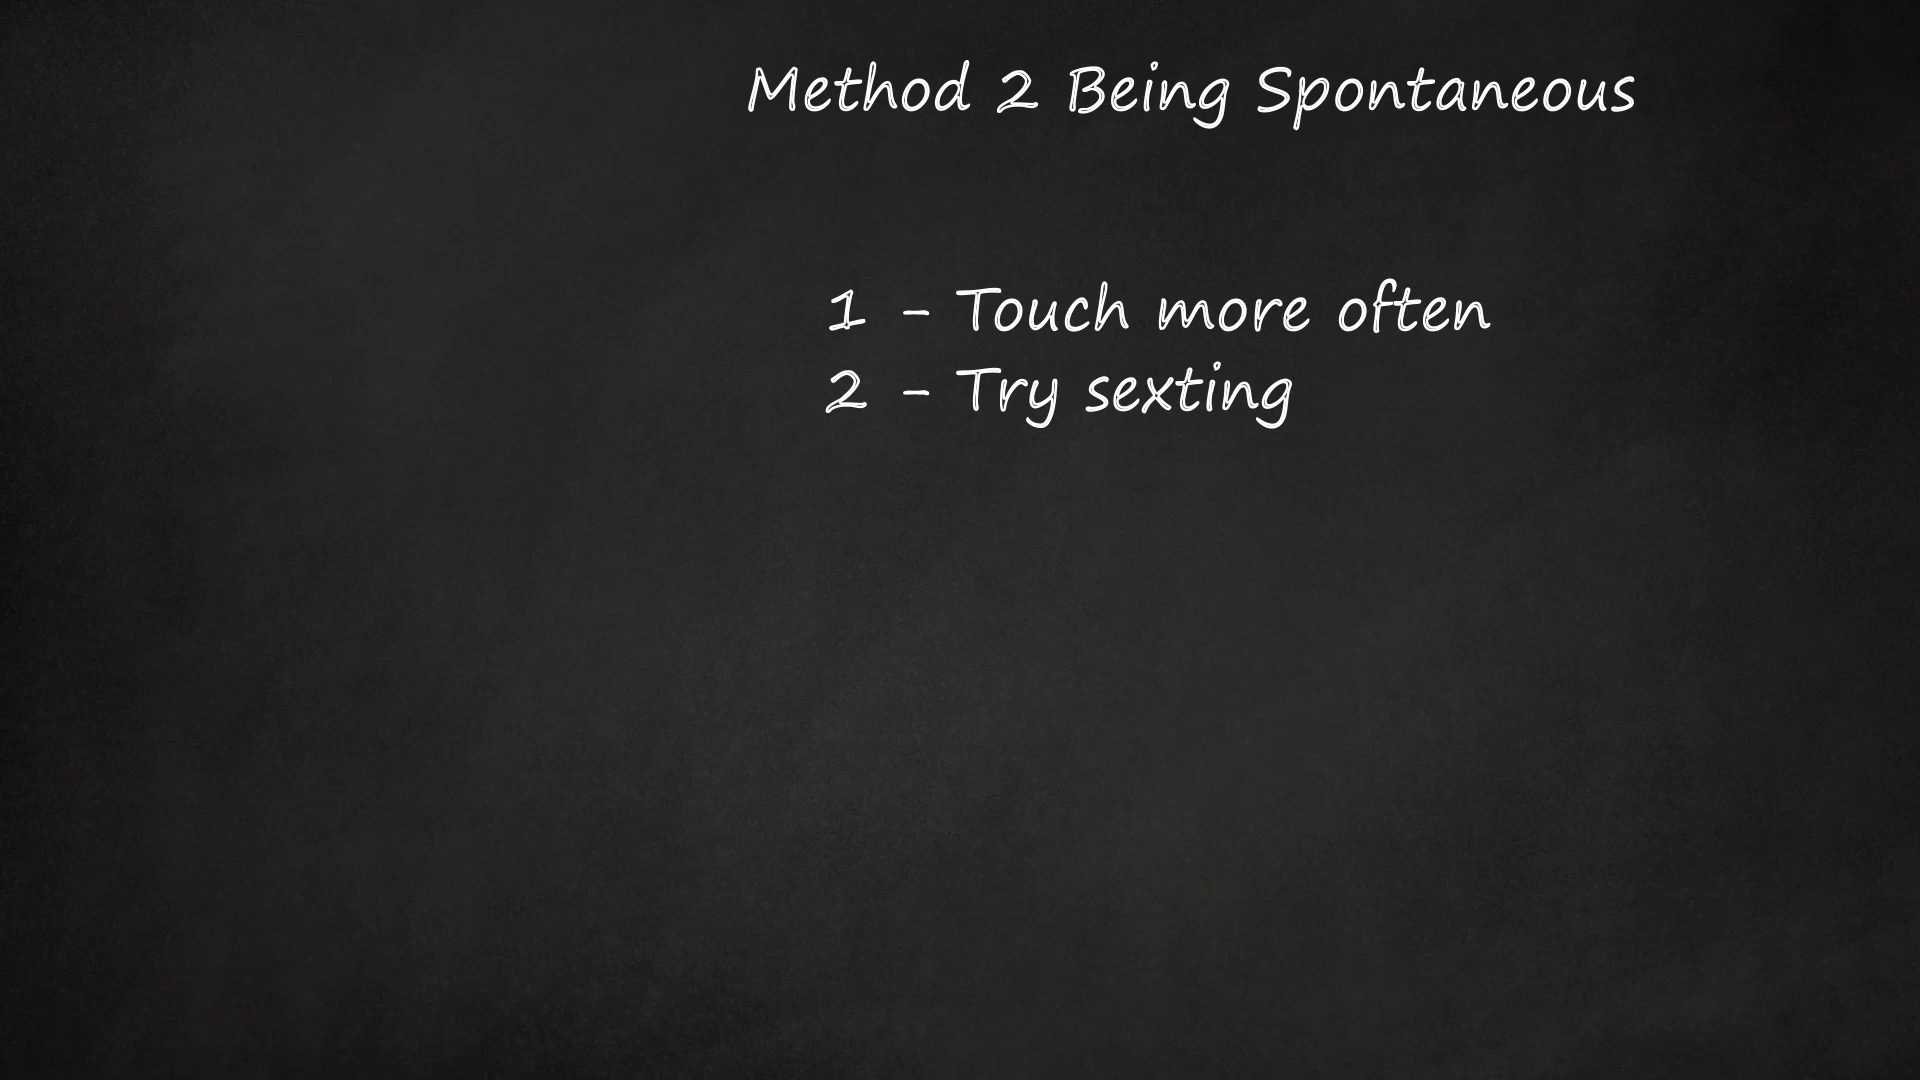 Method 2 Being Spontaneous
1 - Touch more often
2 - Try sexting